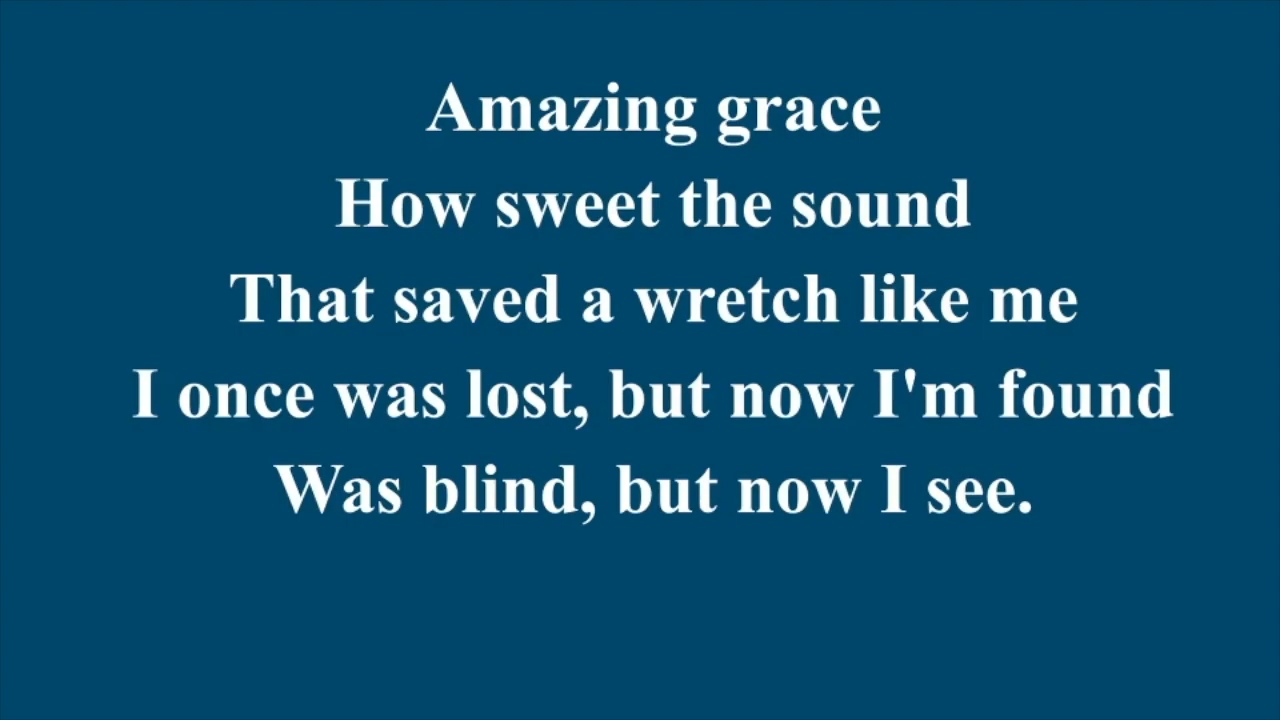 Amazing grace
How sweet the sound
That saved a wretch like me
I once was lost, but now I'm found
Was blind, but now I see.